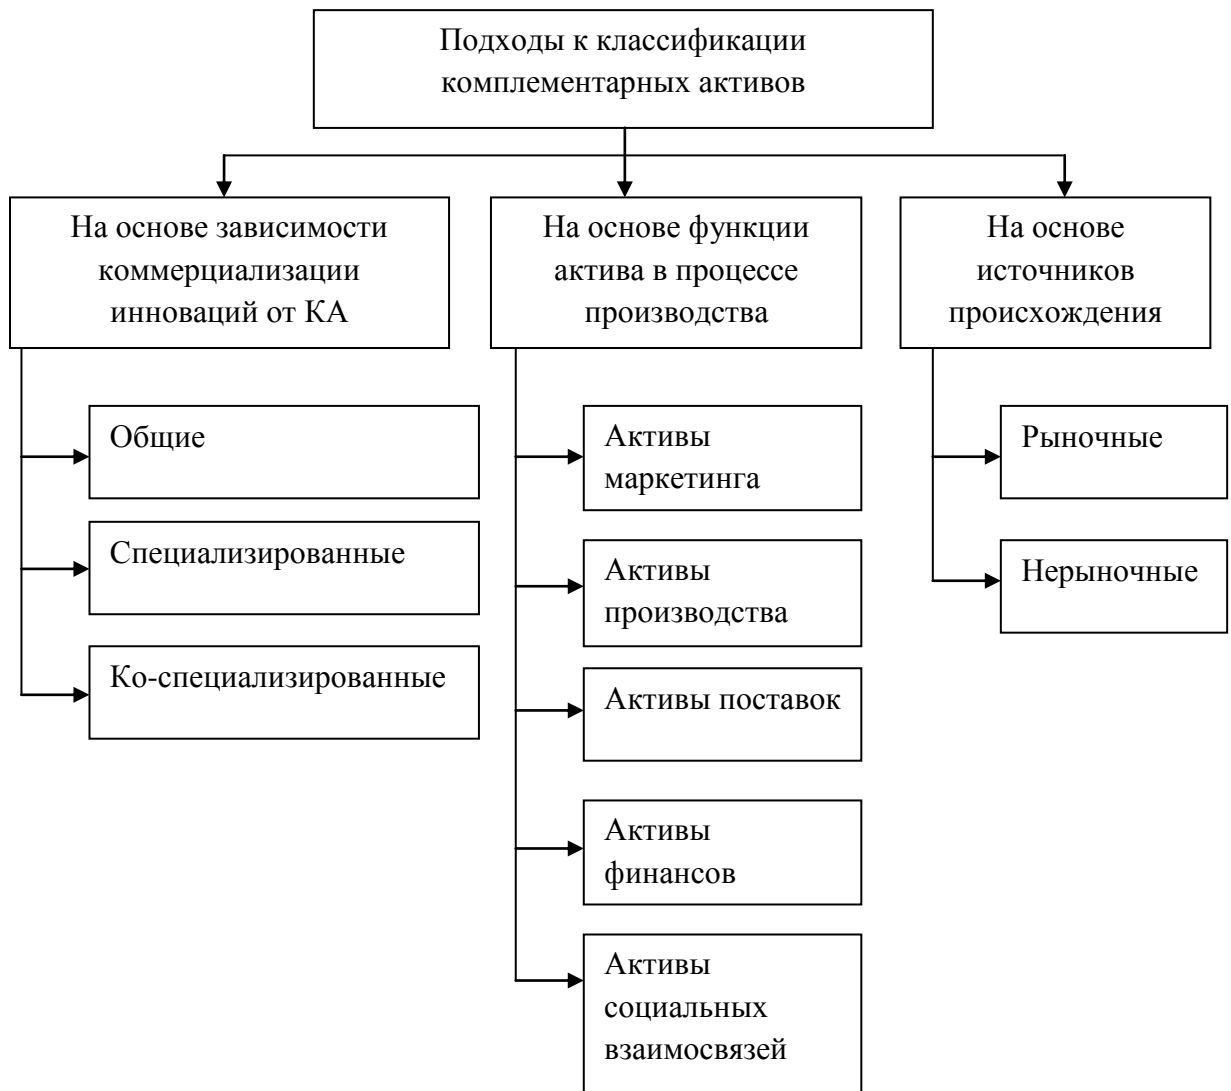 Подходы к классификации
комплементарных активов
На основе зависимости
коммерциализации
инноваций от КА
Общие
Специализированные
Ко-специализированные
На основе функции
актива в процессе
производства
Активы
маркетинга
Активы
производства
Активы поставок
Активы
финансов
Активы
социальных
взаимосвязей
На основе
источников
происхождения
Рыночные
Нерыночные